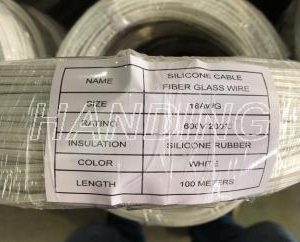 NAME SILICONE CABLE
FIBER GLASS WIRE
SIZE 18AWG
RATING 600V 200℃
INSULATION SILICONE RUBBER
COLOR WHITE
LENGTH 100 METERS
HANDING